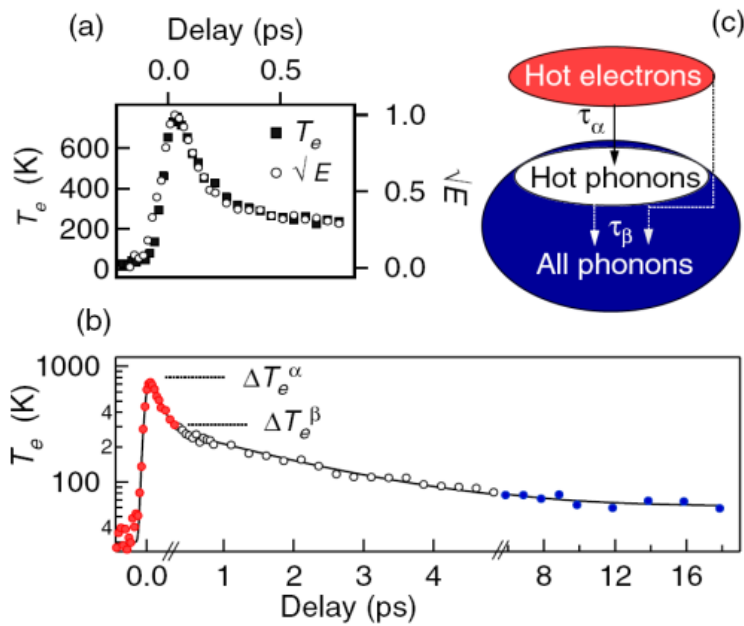 (a)
Delay (ps)
0.0 0.5
600
400
200
0
T_e (K)
■ T_e
○ √E
1.0
0.5
0.0
√E
(c)
Hot electrons
τ_α
Hot phonons
τ_β
All phonons
(b)
1000
4
2
100
4
T_e (K)
ΔT_e^α
ΔT_e^β
0.0 1 2 3 4 8 12 16
Delay (ps)